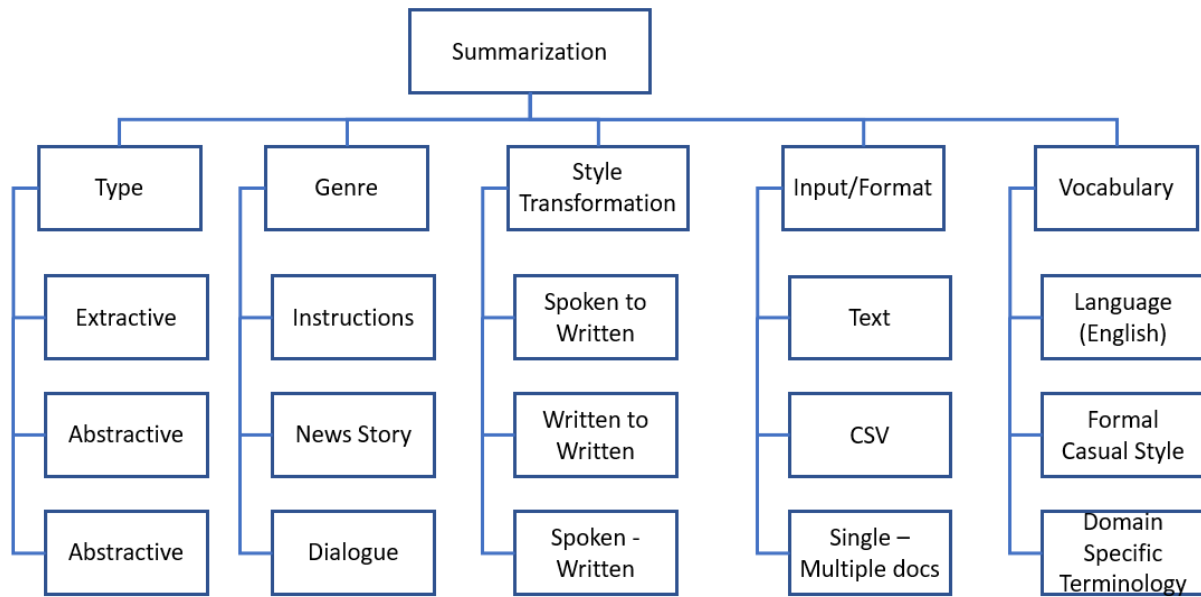 Summarization
Type
Genre
Style
Transformation
Input/Format
Vocabulary
Extractive
Instructions
Spoken to
Written
Text
Language
(English)
Abstractive
News Story
Written to
Written
CSV
Formal
Casual Style
Abstractive
Dialogue
Spoken -
Written
Single –
Multiple docs
Domain
Specific
Terminology